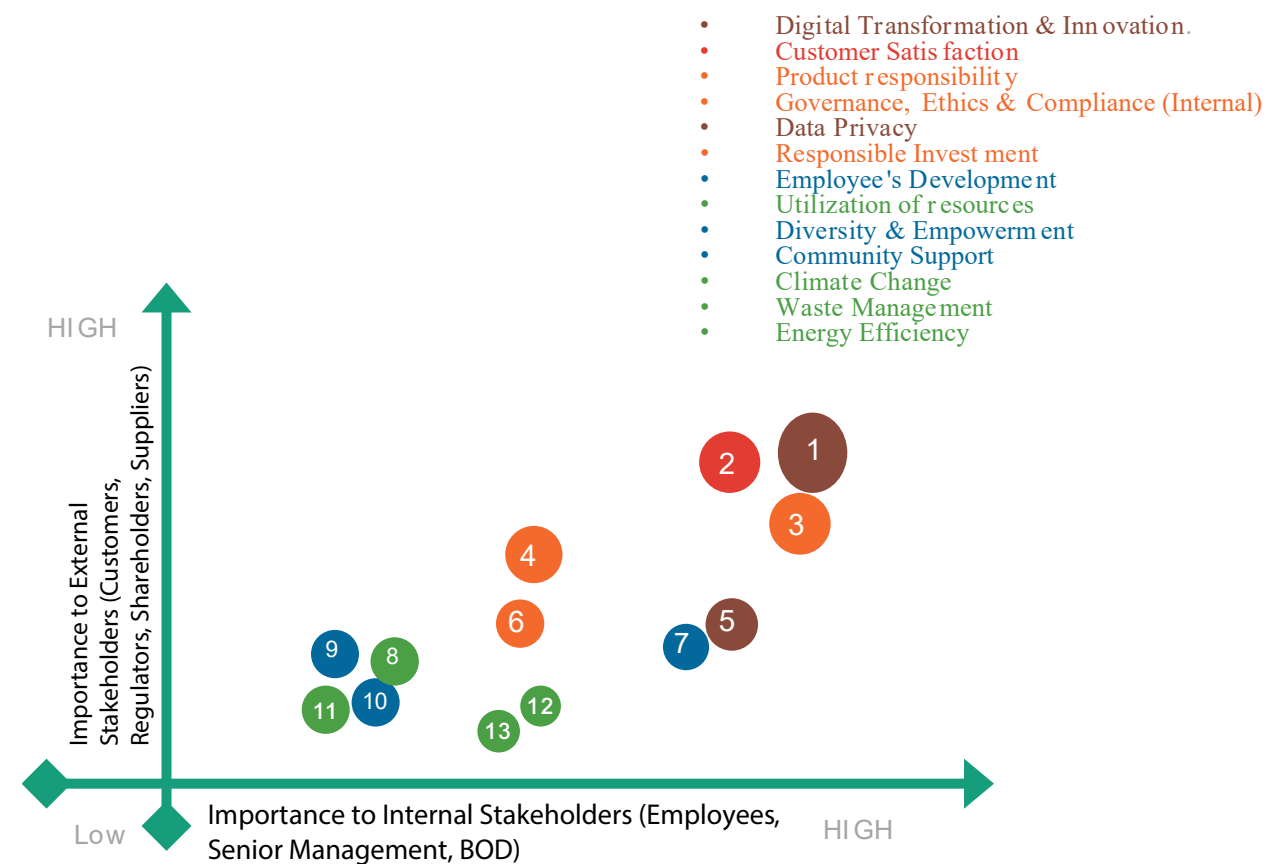 • Digital Transformation & Innovation.
• Customer Satisfaction
• Product responsibility
• Governance, Ethics & Compliance (Internal)
• Data Privacy
• Responsible Investment
• Employee's Development
• Utilization of resources
• Diversity & Empowerment
• Community Support
• Climate Change
• Waste Management
• Energy Efficiency
HIGH
Importance to External
Stakeholders (Customers,
Regulators, Shareholders, Suppliers)
1
2
3
4
6
5
7
9
8
10
11
12
13
Low
Importance to Internal Stakeholders (Employees,
Senior Management, BOD)
HIGH